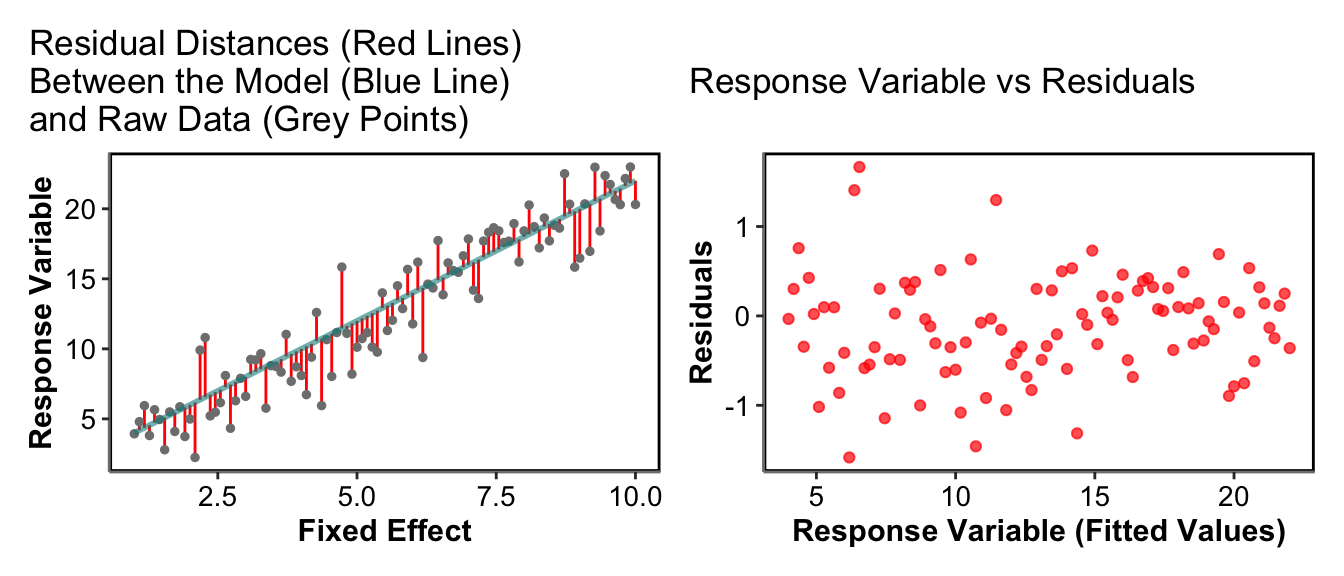 Residual Distances (Red Lines)
Between the Model (Blue Line)
and Raw Data (Grey Points)
Response Variable
20
15
10
5
2.5 5.0 7.5 10.0
Fixed Effect
Response Variable vs Residuals
Residuals
1
0
-1
5 10 15 20
Response Variable (Fitted Values)